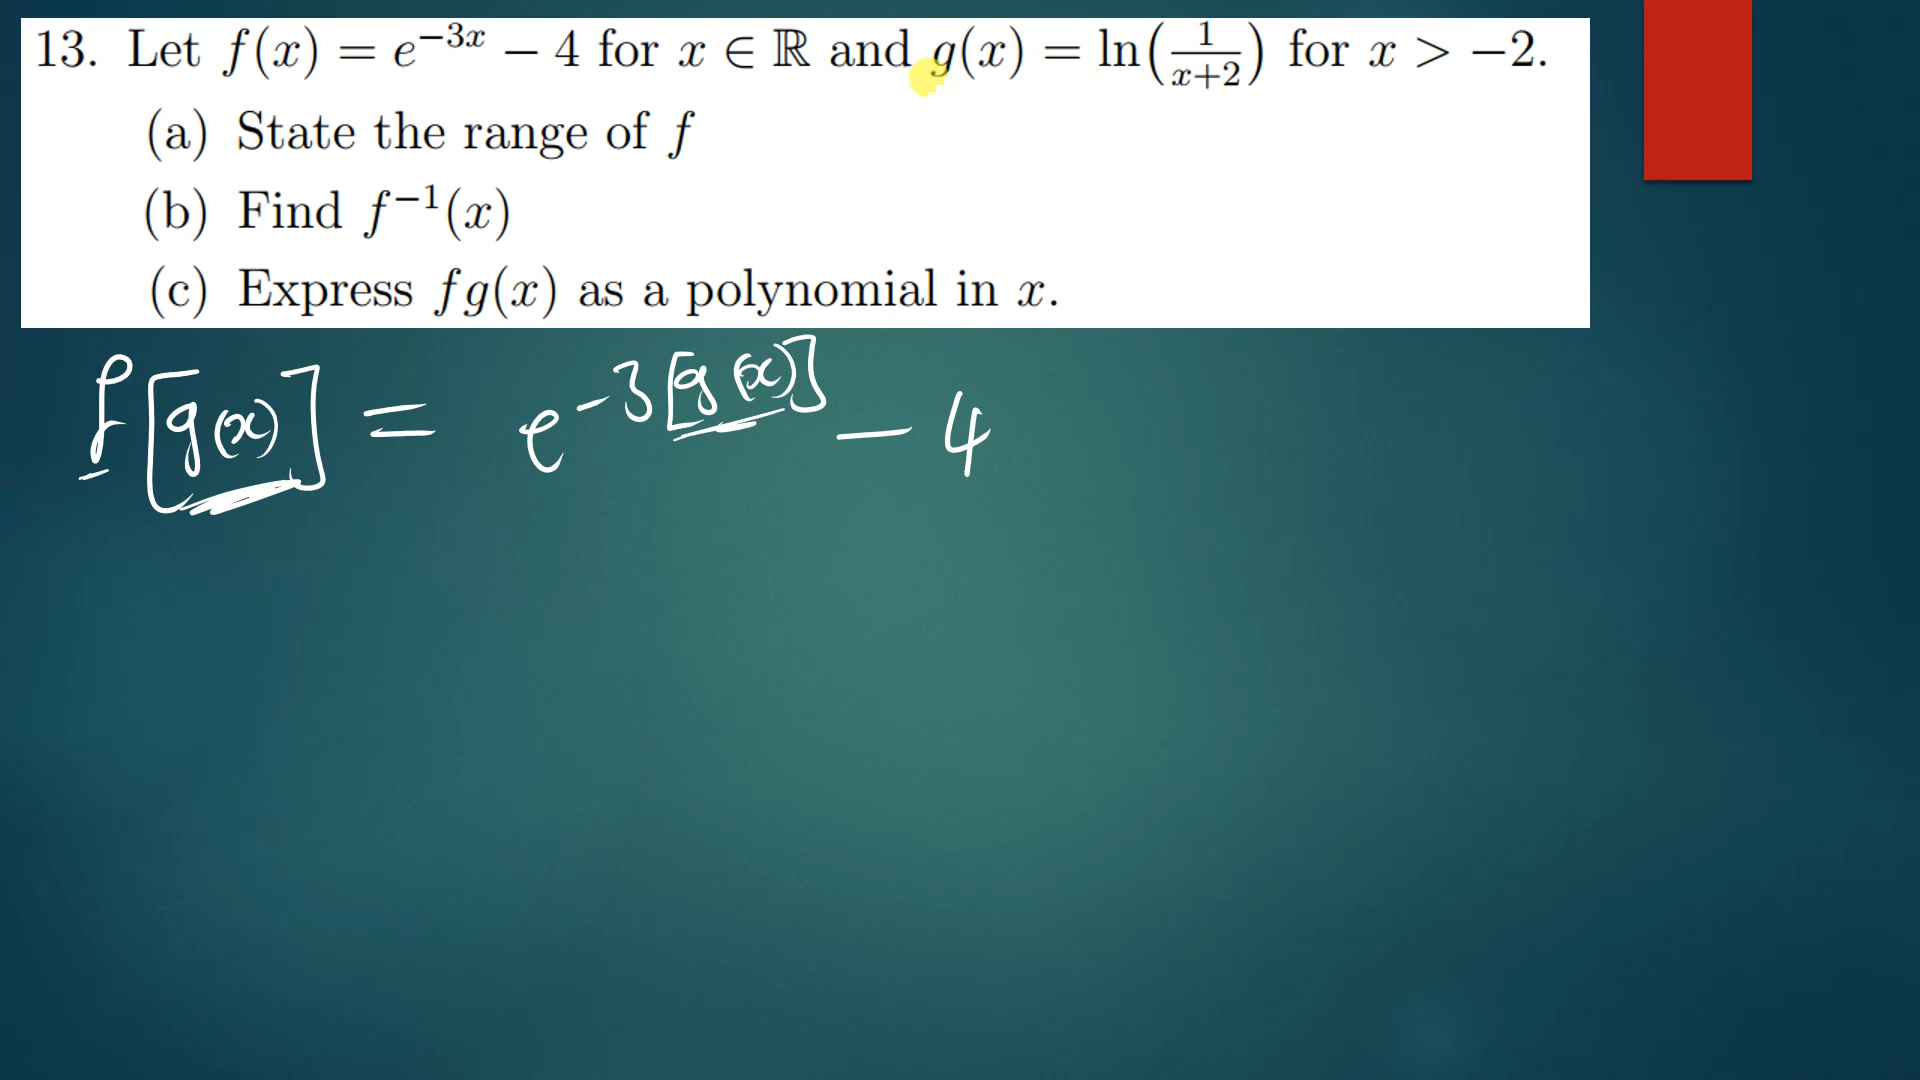 13. Let f(x) = e^{-3x} − 4 for x ∈ ℝ and g(x) = ln(1/(x+2)) for x > −2.
(a) State the range of f
(b) Find f^{-1}(x)
(c) Express fg(x) as a polynomial in x.
f[g(x)] = e^{-3[g(x)]} − 4